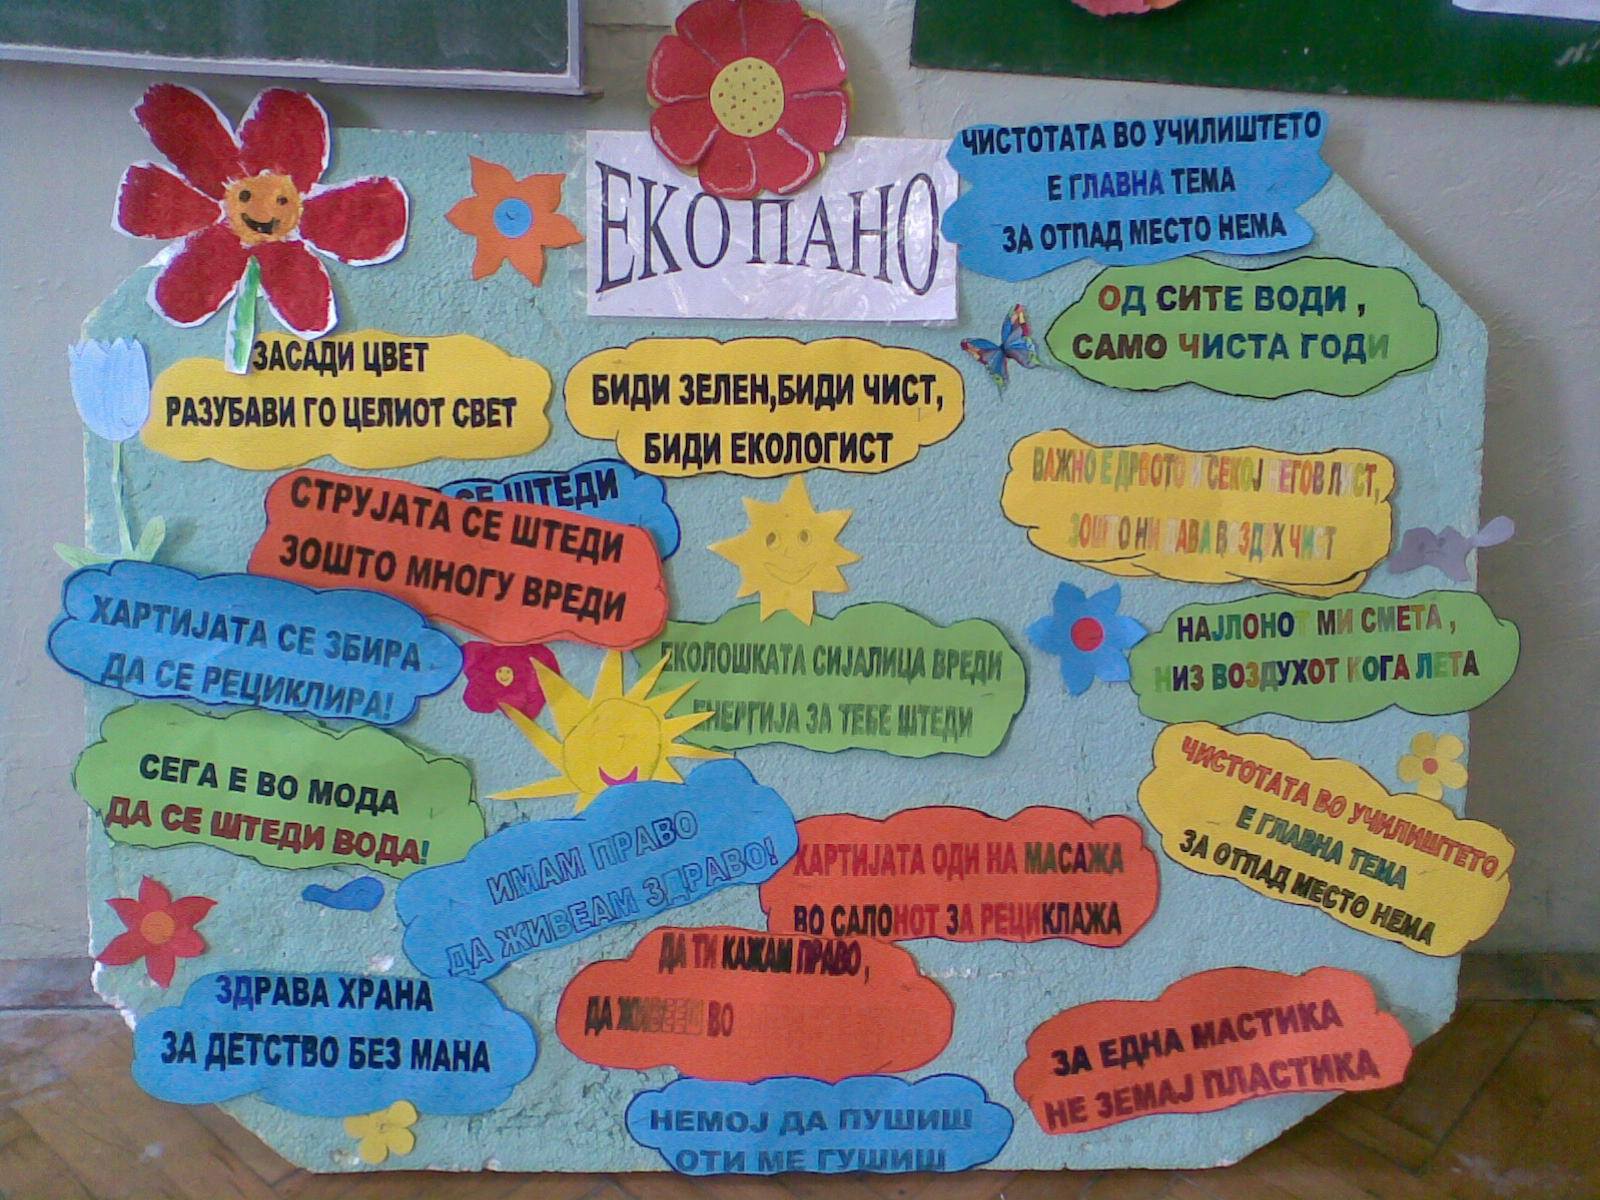 ЕКО ПАНО
ЧИСТОТАТА ВО УЧИЛИШТЕТО
Е ГЛАВНА ТЕМА
ЗА ОТПАД МЕСТО НЕМА
ОД СИТЕ ВОДИ ,
САМО ЧИСТА ГОДИ
ЗАСАДИ ЦВЕТ
РАЗУБАВИ ГО ЦЕЛИОТ СВЕТ
БИДИ ЗЕЛЕН,БИДИ ЧИСТ,
БИДИ ЕКОЛОГИСТ
ВАЖНО Е ДРВОТО И СЕКОЈ НЕГОВ ЛИСТ,
ЗОШТО НИ ДАВА ВОЗДУХ ЧИСТ
СЕ ШТЕДИ
СТРУЈАТА СЕ ШТЕДИ
ЗОШТО МНОГУ ВРЕДИ
ХАРТИЈАТА СЕ ЗБИРА
ДА СЕ РЕЦИКЛИРА!
ЕКОЛОШКАТА СИЈАЛИЦА ВРЕДИ
ЕНЕРГИЈА ЗА ТЕБЕ ШТЕДИ
НАЈЛОНОТ МИ СМЕТА ,
НИЗ ВОЗДУХОТ КОГА ЛЕТА
СЕГА Е ВО МОДА
ДА СЕ ШТЕДИ ВОДА!
ИМАМ ПРАВО
ДА ЖИВЕАМ ЗДРАВО!
ХАРТИЈАТА ОДИ НА МАСАЖА
ВО САЛОНОТ ЗА РЕЦИКЛАЖА
ЧИСТОТАТА ВО УЧИЛИШТЕТО
Е ГЛАВНА ТЕМА
ЗА ОТПАД МЕСТО НЕМА
ЗДРАВА ХРАНА
ЗА ДЕТСТВО БЕЗ МАНА
ДА ТИ КАЖАМ ПРАВО ,
ДА ЖИВЕЕШ ВО
ЗА ЕДНА МАСТИКА
НЕ ЗЕМАЈ ПЛАСТИКА
НЕМОЈ ДА ПУШИШ
ОТИ МЕ ГУШИШ